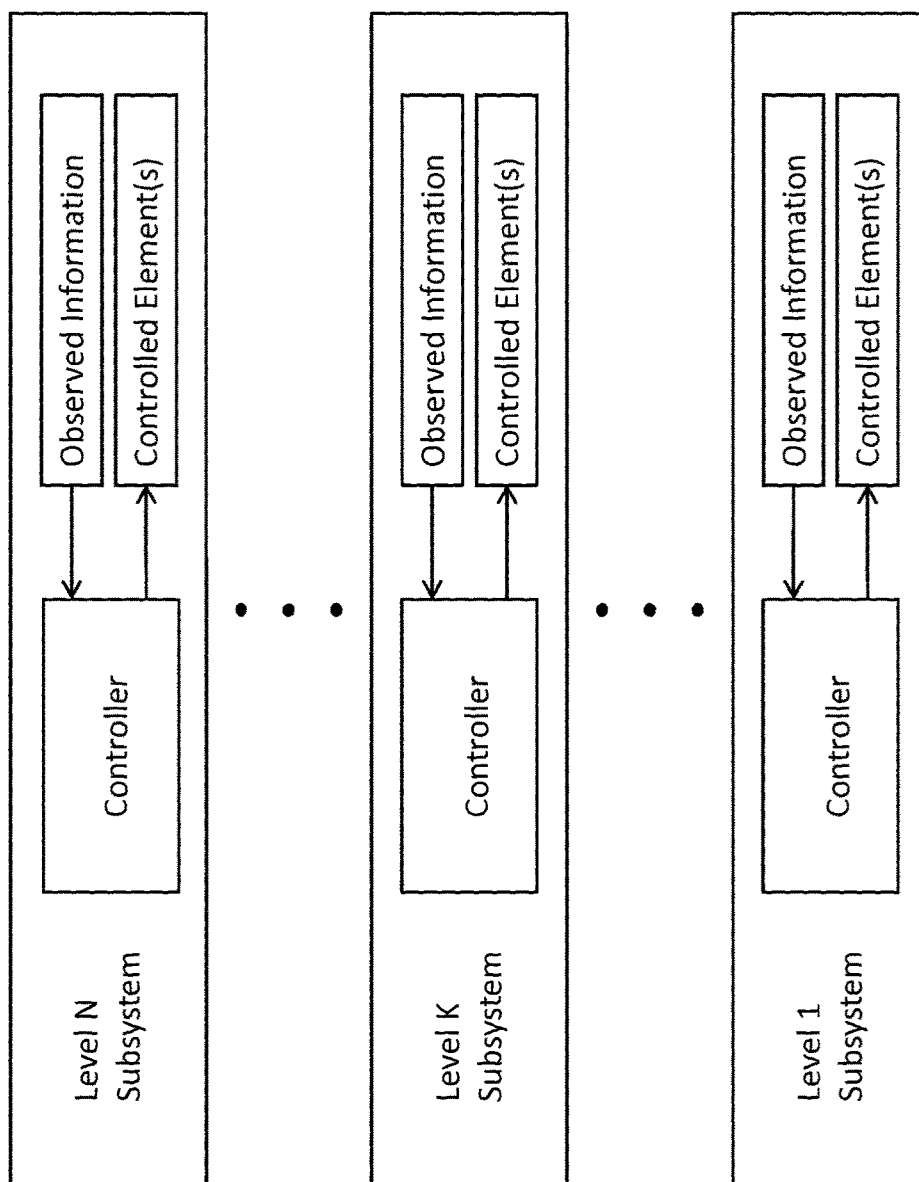 Level N
Subsystem
Controller
Observed Information
Controlled Element(s)
Level K
Subsystem
Controller
Observed Information
Controlled Element(s)
Level 1
Subsystem
Controller
Observed Information
Controlled Element(s)